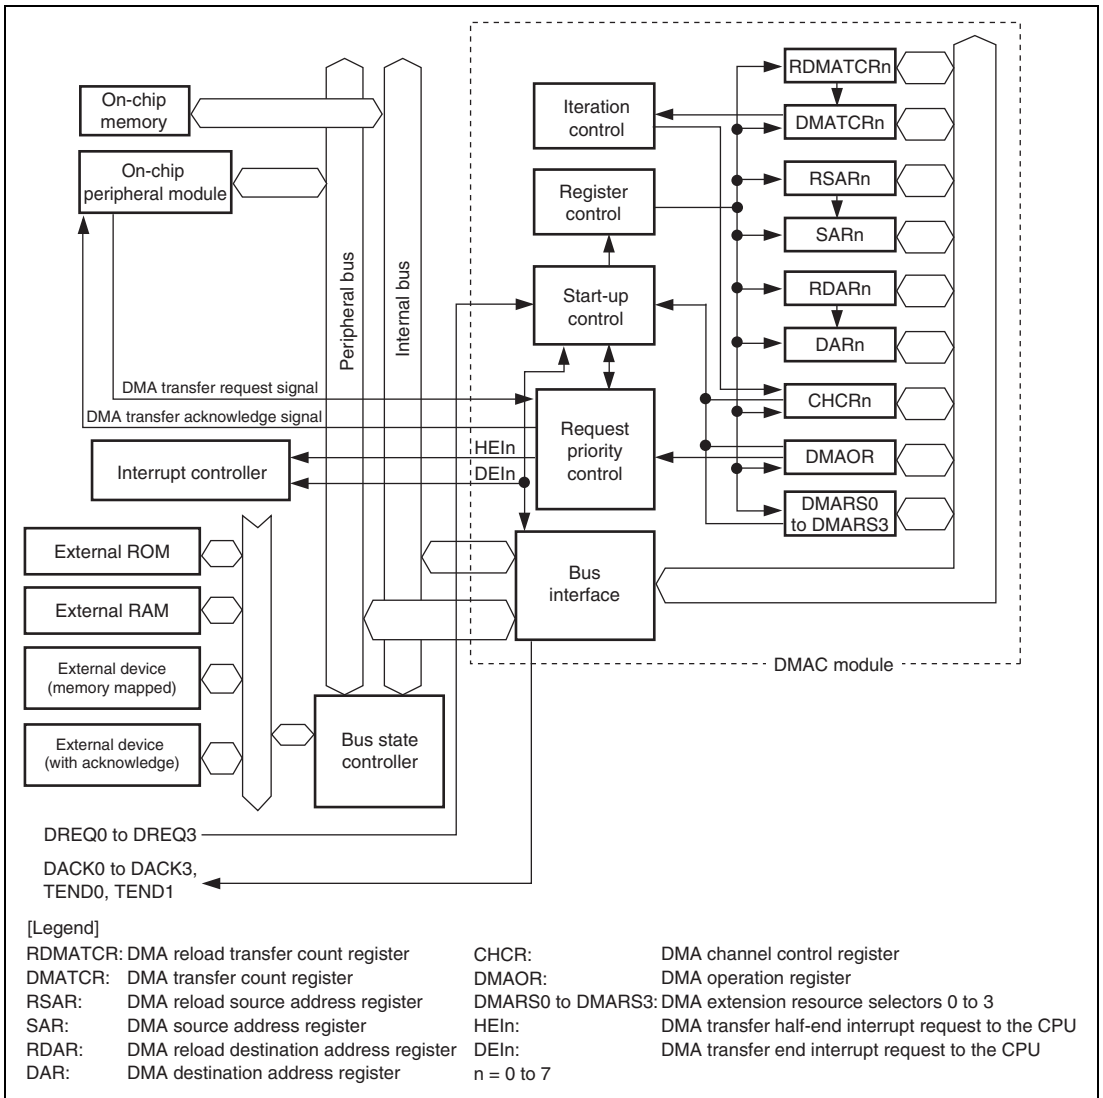 On-chip
memory
On-chip
peripheral module
Peripheral bus
Internal bus
DMA transfer request signal
DMA transfer acknowledge signal
Interrupt controller
HEIn
DEIn
External ROM
External RAM
External device
(memory mapped)
External device
(with acknowledge)
Bus state
controller
Iteration
control
Register
control
Start-up
control
Request
priority
control
Bus
interface
RDMATCRn
DMATCRn
RSARn
SARn
RDARn
DARn
CHCRn
DMAOR
DMARS0
to DMARS3
DMAC module
DREQ0 to DREQ3
DACK0 to DACK3,
TEND0, TEND1
[Legend]
RDMATCR: DMA reload transfer count register
DMATCR: DMA transfer count register
RSAR: DMA reload source address register
SAR: DMA source address register
RDAR: DMA reload destination address register
DAR: DMA destination address register
CHCR: DMA channel control register
DMAOR: DMA operation register
DMARS0 to DMARS3: DMA extension resource selectors 0 to 3
HEIn: DMA transfer half-end interrupt request to the CPU
DEIn: DMA transfer end interrupt request to the CPU
n = 0 to 7